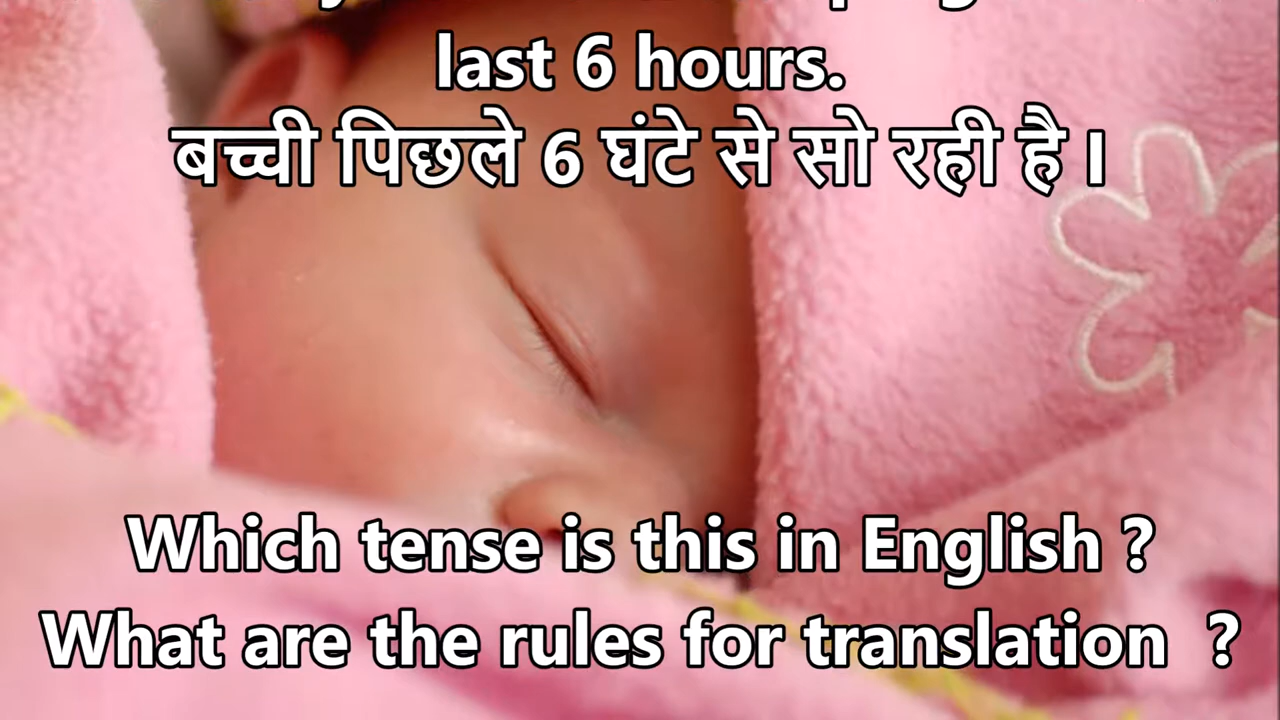 last 6 hours.
बच्ची पिछले 6 घंटे से सो रही है।
Which tense is this in English ?
What are the rules for translation ?